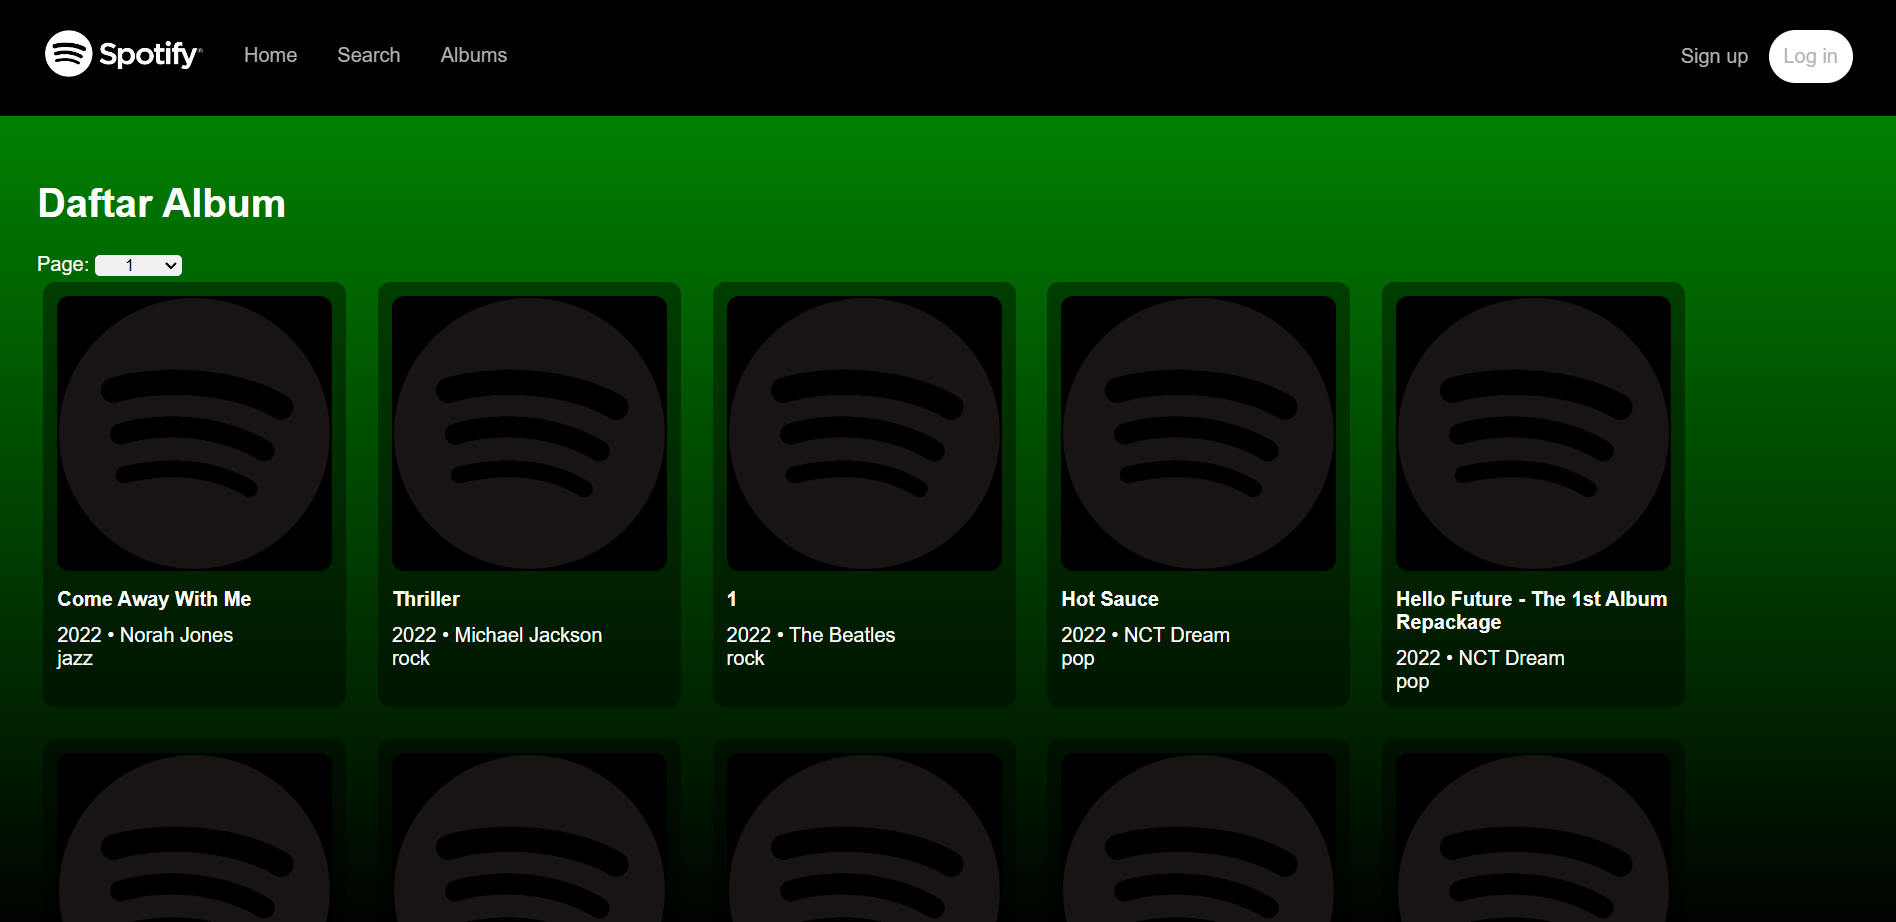 Spotify
Home
Search
Albums
Sign up
Log in
Daftar Album
Page: 1
Come Away With Me
2022 • Norah Jones
jazz
Thriller
2022 • Michael Jackson
rock
1
2022 • The Beatles
rock
Hot Sauce
2022 • NCT Dream
pop
Hello Future - The 1st Album
Repackage
2022 • NCT Dream
pop